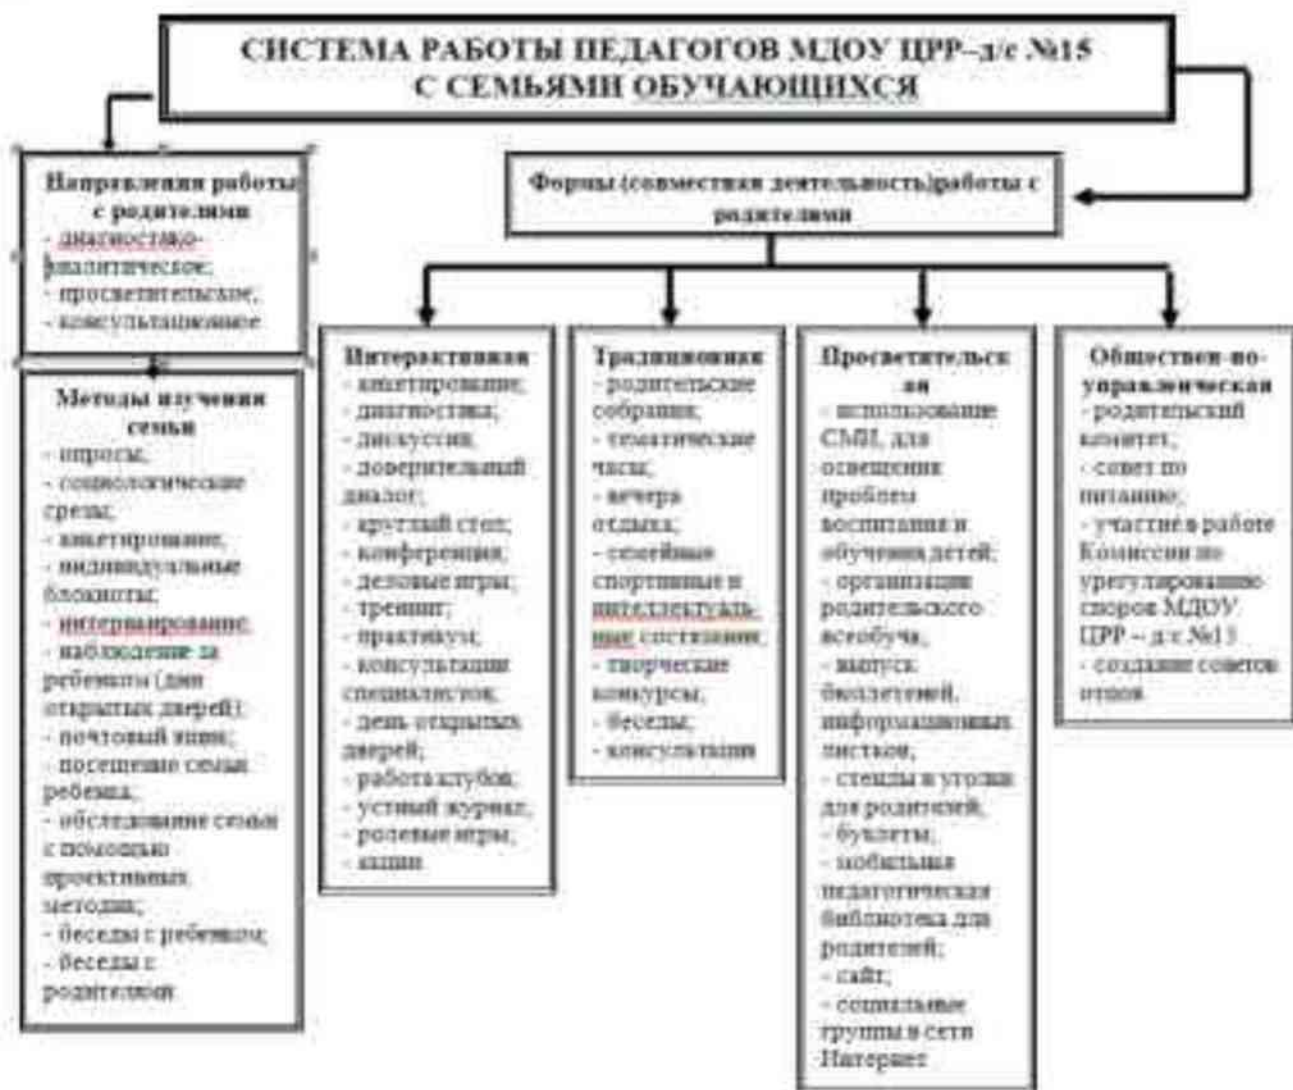 СИСТЕМА РАБОТЫ ПЕДАГОГОВ МДОУ ЦРР–д/с №15
С СЕМЬЯМИ ОБУЧАЮЩИХСЯ
Направления работы
с родителями
- диагностико-
аналитическое;
- просветительское,
- консультационное
Методы изучения
семьи
- опросы,
- социологические
срезы,
- анкетирование,
- индивидуальные
блокноты;
- интервьирование
- наблюдение за
ребенком (дни
открытых дверей);
- почтовый ящик;
- посещение семьи
ребенка;
- обследование семьи
с помощью
проективных
методик;
- беседы с ребенком;
- беседы с
родителями
Формы (совместная деятельность)работы с
родителями
Интерактивная
- анкетирование;
- диагностика;
- дискуссия,
- доверительный
диалог;
- круглый стол;
- конференция;
- деловые игры;
- тренинг;
- практикум,
- консультации
специалистов;
- день открытых
дверей;
- работа клубов;
- устный журнал,
- ролевые игры,
- акции
Традиционная
- родительские
собрания,
- тематические
часы,
- вечера
отдыха;
- семейные
спортивные и
интеллектуаль-
ные состязания,
- творческие
конкурсы,
- беседы;
- консультации
Просветительск
ая
- использование
СМИ, для
освещения
проблем
воспитания и
обучения детей;
- организация
родительского
всеобуча,
- выпуск
бюллетеней,
информационных
листков;
- стенды и уголки
для родителей,
- буклеты,
- мобильная
педагогическая
библиотека для
родителей;
- сайт;
- социальные
группы в сети
Интернет
Обществен-но-
управленческая
- родительский
комитет,
- совет по
питанию;
- участие в работе
Комиссии по
урегулированию
споров МДОУ
ЦРР – д/с №15
- создание советов
отцов